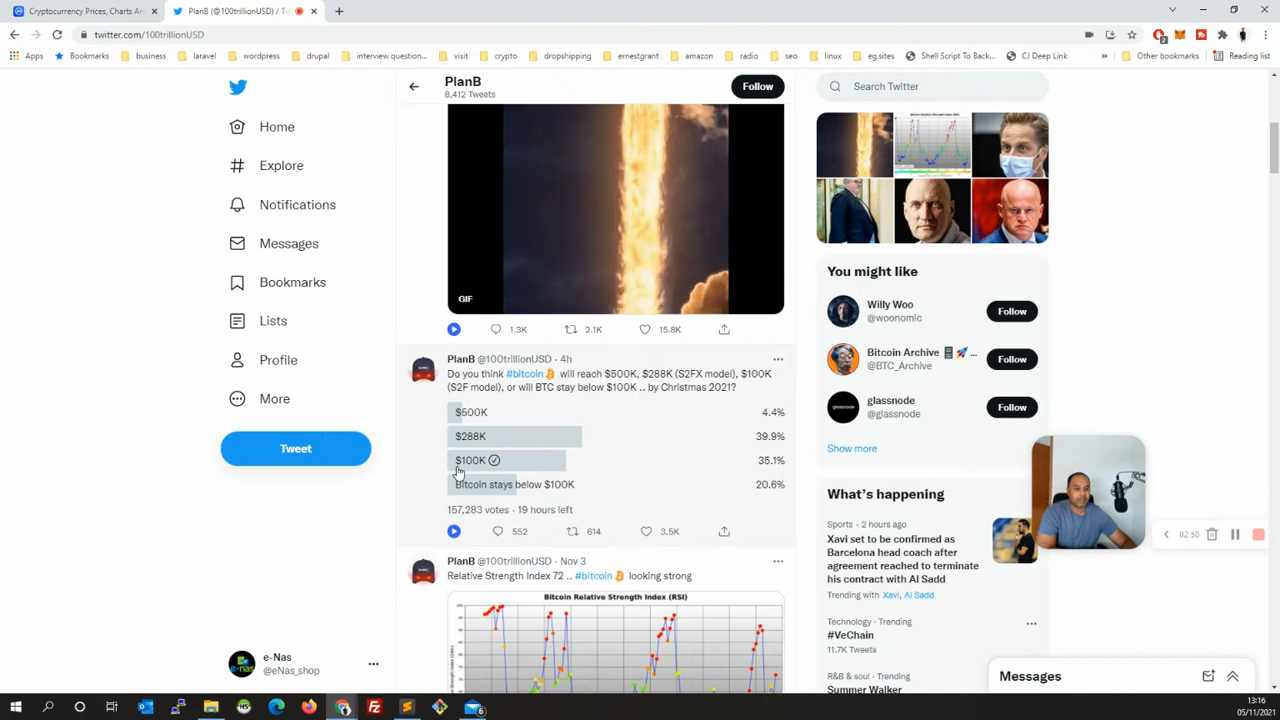 Cryptocurrency Prices, Charts An
PlanB (@100trillionUSD) / Tw
twitter.com/100trillionUSD
Apps
Bookmarks
business
laravel
wordpress
drupal
interview question...
visit
crypto
dropshipping
ernestgrant
amazon
radio
seo
linux
eg.sites
Shell Script To Back...
CJ Deep Link
Other bookmarks
Reading list
Home
Explore
Notifications
Messages
Bookmarks
Lists
Profile
More
Tweet
e-Nas
@eNas_shop
PlanB
8,412 Tweets
Follow
GIF
1.3K
2.1K
15.8K
PlanB @100trillionUSD · 4h
Do you think #bitcoin will reach $500K, $288K (S2FX model), $100K
(S2F model), or will BTC stay below $100K .. by Christmas 2021?
$500K 4.4%
$288K 39.9%
$100K 35.1%
Bitcoin stays below $100K 20.6%
157,283 votes · 19 hours left
552
614
3.5K
PlanB @100trillionUSD · Nov 3
Relative Strength Index 72 .. #bitcoin looking strong
Bitcoin Relative Strength Index (RSI)
Search Twitter
You might like
Willy Woo
@woonomic
Follow
Bitcoin Archive ...
@BTC_Archive
Follow
glassnode
glassnode
@glassnode
Follow
Show more
What's happening
Sports · 2 hours ago
Xavi set to be confirmed as
Barcelona head coach after
agreement reached to terminate
his contract with Al Sadd
Trending with Xavi, Al Sadd
Technology · Trending
#VeChain
11.7K Tweets
R&B & soul · Trending
Summer Walker
02:50
Messages
13:16
05/11/2021